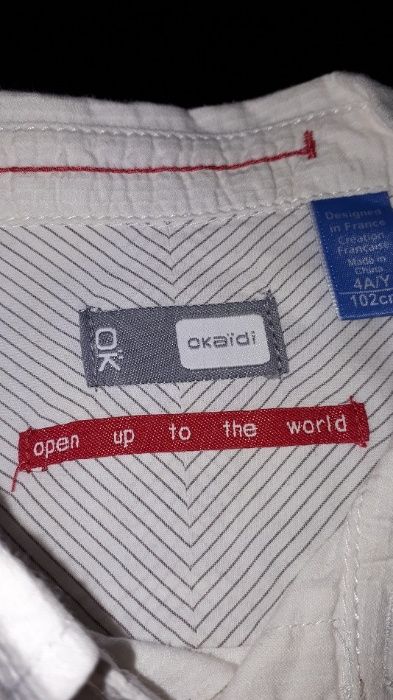 Designed
in France
Création
Française
Made in
China
4A/Y
102cm
OK
okaïdi
open up to the world